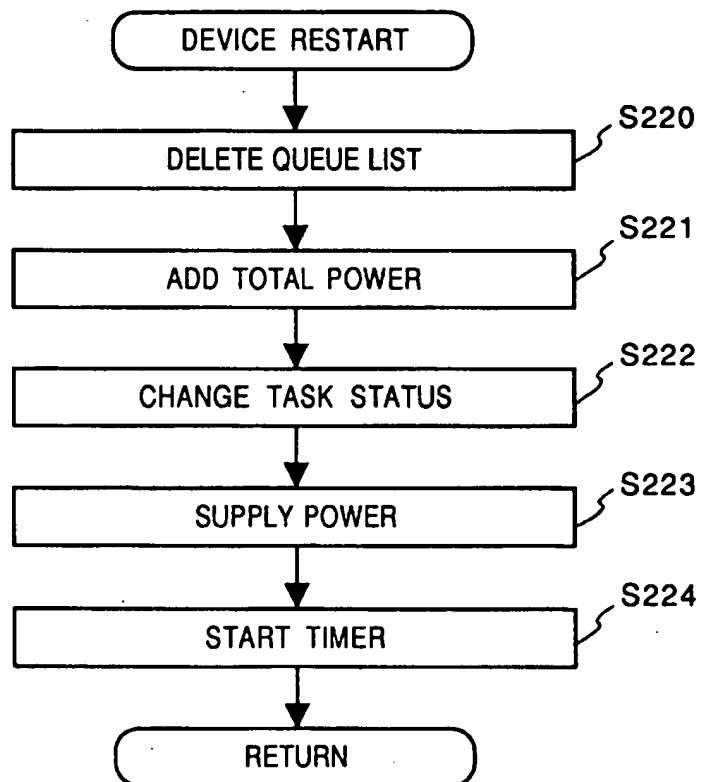 DEVICE RESTART
S220
DELETE QUEUE LIST
S221
ADD TOTAL POWER
S222
CHANGE TASK STATUS
S223
SUPPLY POWER
S224
START TIMER
RETURN